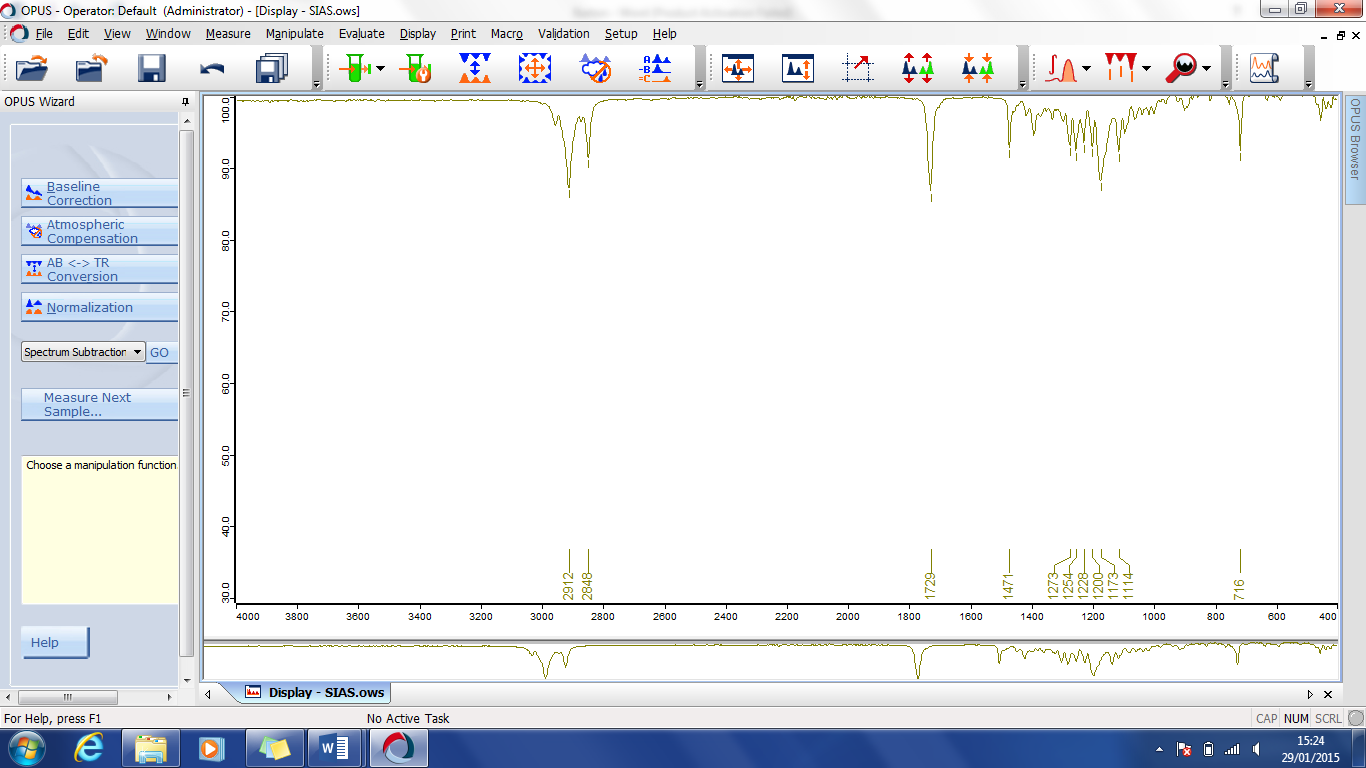 OPUS - Operator: Default (Administrator) - [Display - SIAS.ows]
File Edit View Window Measure Manipulate Evaluate Display Print Macro Validation Setup Help
OPUS Wizard
Baseline
Correction
Atmospheric
Compensation
AB <-> TR
Conversion
Normalization
Spectrum Subtraction GO
Measure Next
Sample...
Choose a manipulation function
Help
100.0
90.0
80.0
70.0
60.0
50.0
40.0
30.0
2912
2848
1729
1471
1273
1254
1228
1200
1173
1114
716
4000 3800 3600 3400 3200 3000 2800 2600 2400 2200 2000 1800 1600 1400 1200 1000 800 600 400
OPUS Browser
Display - SIAS.ows
For Help, press F1 No Active Task CAP NUM SCRL
15:24
29/01/2015